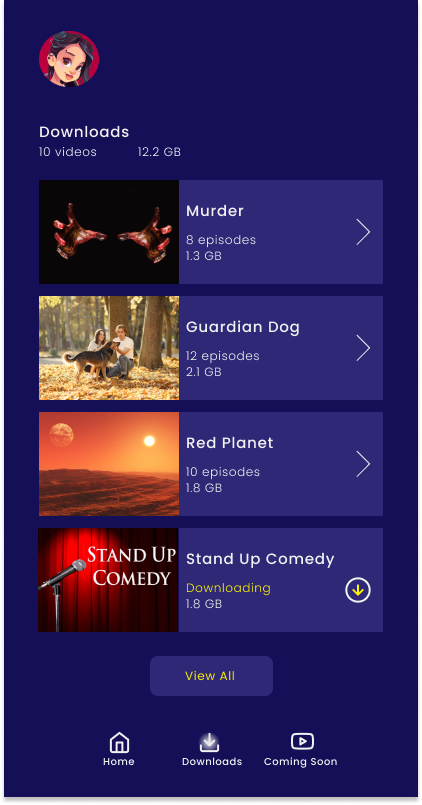 Downloads
10 videos 12.2 GB
Murder
8 episodes
1.3 GB
Guardian Dog
12 episodes
2.1 GB
Red Planet
10 episodes
1.8 GB
STAND UP
COMEDY
Stand Up Comedy
Downloading
1.8 GB
View All
Home Downloads Coming Soon